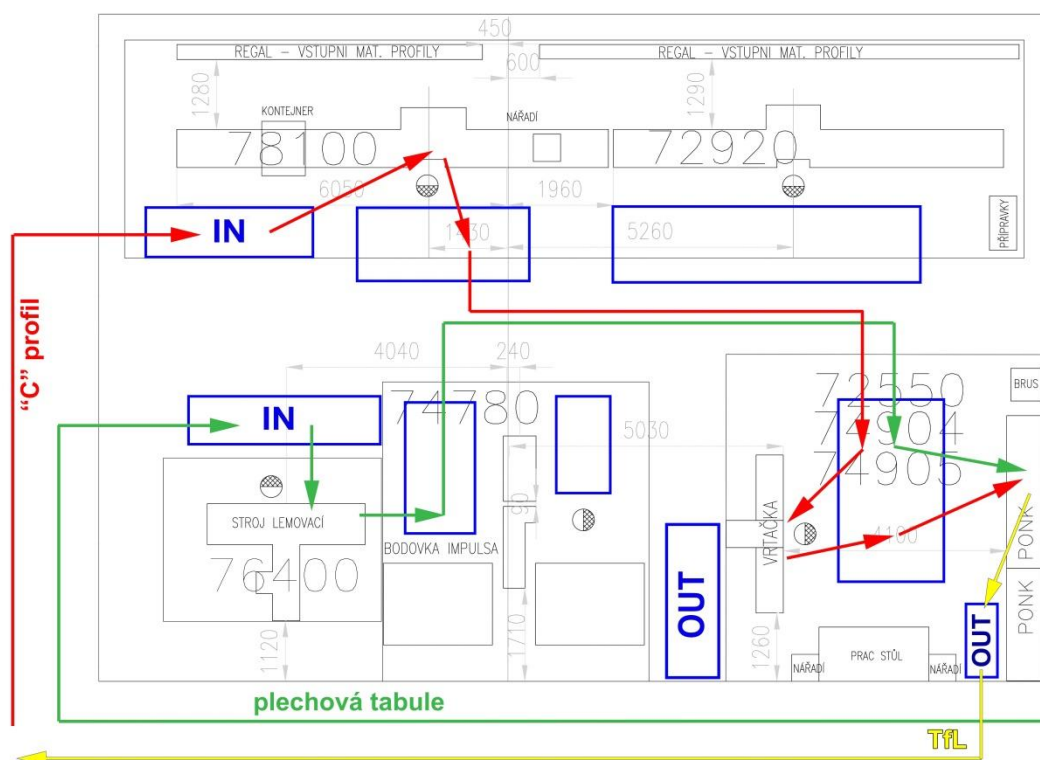 450
REGAL – VSTUPNI MAT. PROFILY
REGAL – VSTUPNI MAT. PROFILY
600
1280
1290
KONTEJNER
NÁŘADÍ
78100
72920
6050
1960
PŘÍPRAVKY
IN
1430
5260
"C" profil
4040
240
72550
BRUS
74780
IN
74904
5030
74905
90
STROJ LEMOVACÍ
VRTAČKA
4100
PONK
BODOVKA IMPULSA
76400
OUT
PONK
1120
1710
1260
OUT
PRAC STŮL
NÁŘADÍ
NÁŘADÍ
plechová tabule
TfL